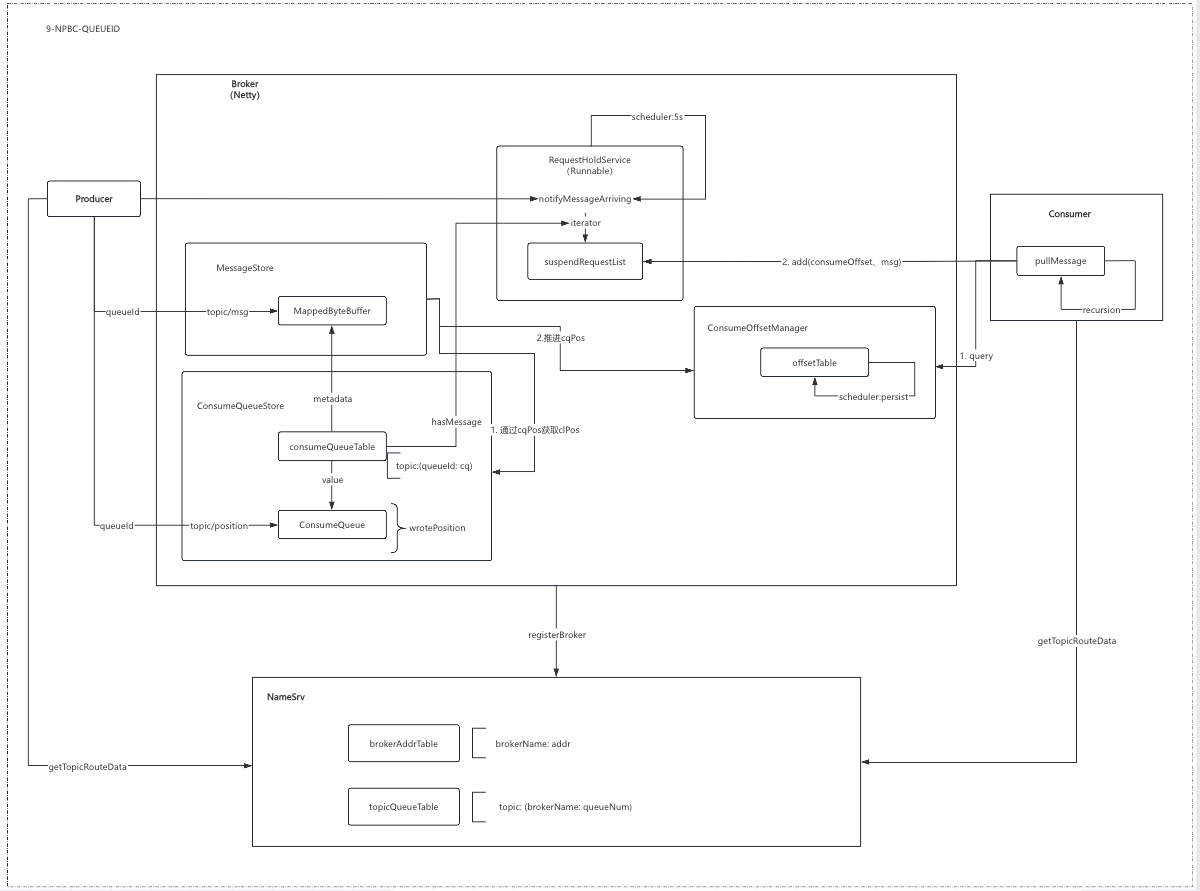 9-NPBC-QUEUEID
Broker
(Netty)
scheduler:5s
RequestHoldService
(Runnable)
Producer
notifyMessageArriving
iterator
suspendRequestList
2. add(consumeOffset、msg)
Consumer
pullMessage
recursion
MessageStore
MappedByteBuffer
queueId
topic/msg
2.推进cqPos
ConsumeOffsetManager
offsetTable
scheduler:persist
1. query
ConsumeQueueStore
metadata
hasMessage
1. 通过cqPos获取clPos
consumeQueueTable
topic:(queueId: cq)
value
queueId
topic/position
ConsumeQueue
wrotePosition
registerBroker
getTopicRouteData
NameSrv
brokerAddrTable
brokerName: addr
getTopicRouteData
topicQueueTable
topic: (brokerName: queueNum)